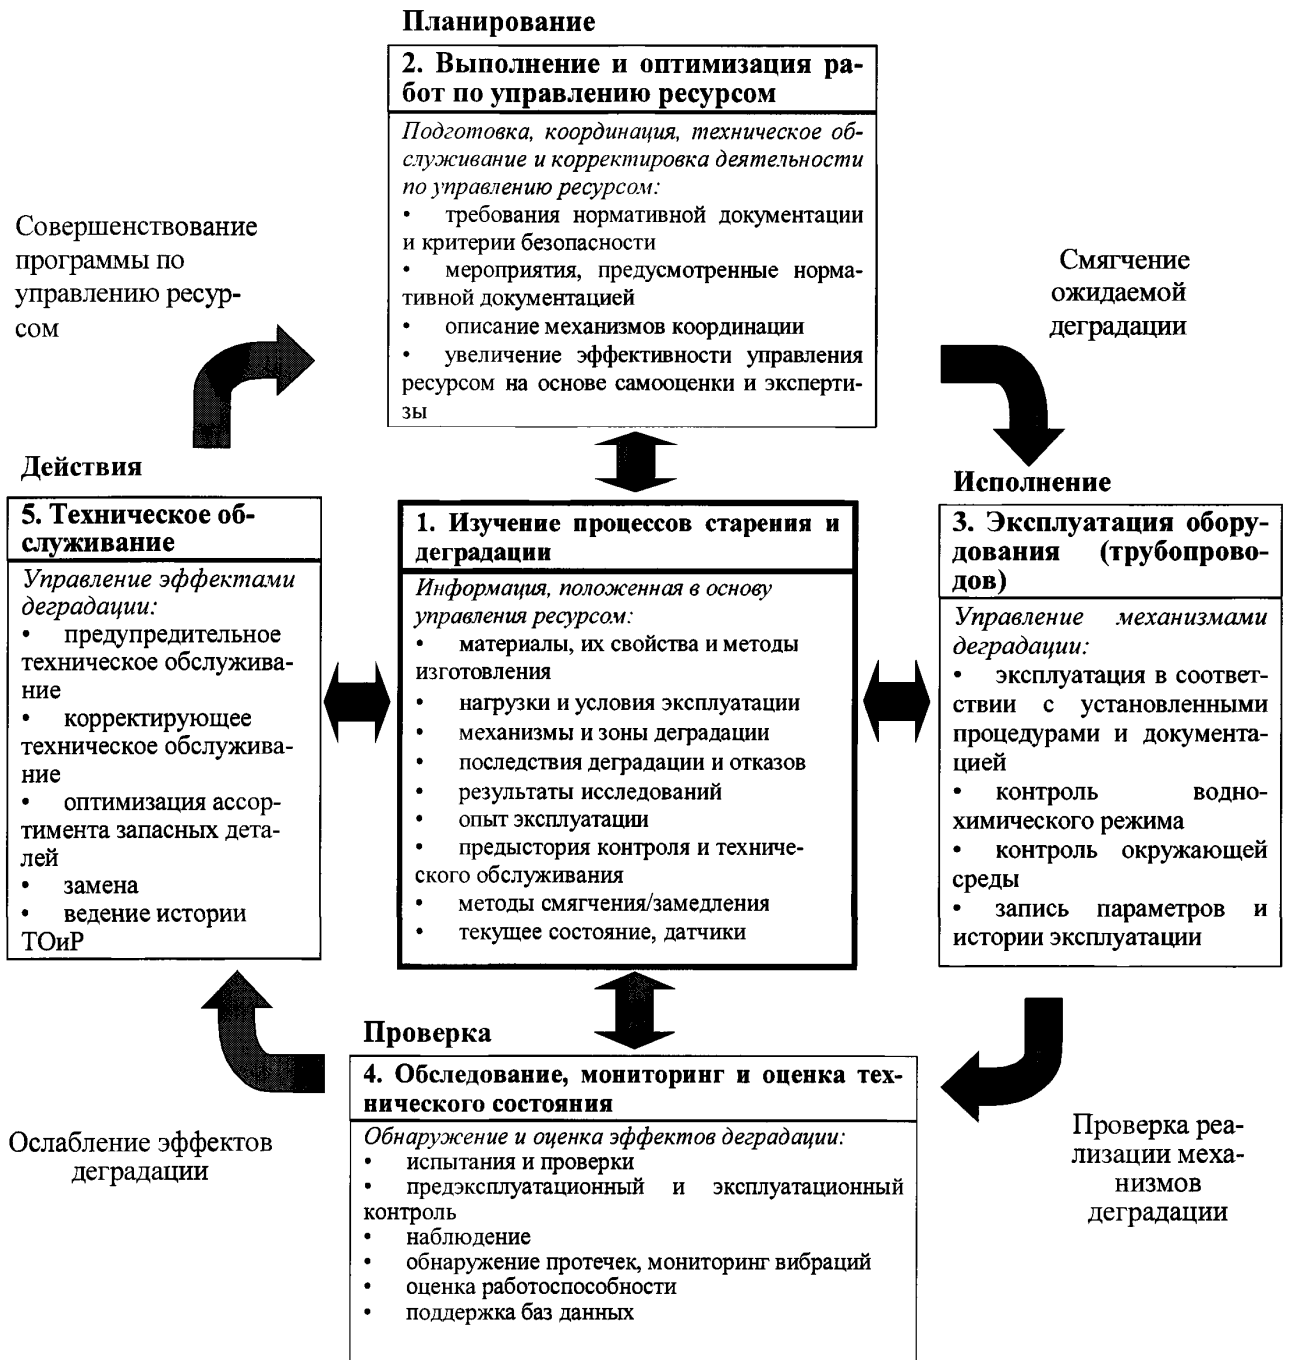 Планирование
2. Выполнение и оптимизация ра-
бот по управлению ресурсом
Подготовка, координация, техническое об-
служивание и корректировка деятельности
по управлению ресурсом:
• требования нормативной документации
и критерии безопасности
• мероприятия, предусмотренные норма-
тивной документацией
• описание механизмов координации
• увеличение эффективности управления
ресурсом на основе самооценки и эксперти-
зы
Совершенствование
программы по
управлению ресур-
сом
Смягчение
ожидаемой
деградации
Действия
5. Техническое об-
служивание
Управление эффектами
деградации:
• предупредительное
техническое обслужива-
ние
• корректирующее
техническое обслужива-
ние
• оптимизация ассор-
тимента запасных дета-
лей
• замена
• ведение истории
ТОиР
1. Изучение процессов старения и
деградации
Информация, положенная в основу
управления ресурсом:
• материалы, их свойства и методы
изготовления
• нагрузки и условия эксплуатации
• механизмы и зоны деградации
• последствия деградации и отказов
• результаты исследований
• опыт эксплуатации
• предыстория контроля и техниче-
ского обслуживания
• методы смягчения/замедления
• текущее состояние, датчики
Исполнение
3. Эксплуатация обору-
дования (трубопрово-
дов)
Управление механизмами
деградации:
• эксплуатация в соответ-
ствии с установленными
процедурами и документа-
цией
• контроль водно-
химического режима
• контроль окружающей
среды
• запись параметров и
истории эксплуатации
Проверка
4. Обследование, мониторинг и оценка тех-
нического состояния
Обнаружение и оценка эффектов деградации:
• испытания и проверки
• предэксплуатационный и эксплуатационный
контроль
• наблюдение
• обнаружение протечек, мониторинг вибраций
• оценка работоспособности
• поддержка баз данных
Ослабление эффектов
деградации
Проверка реа-
лизации меха-
низмов
деградации